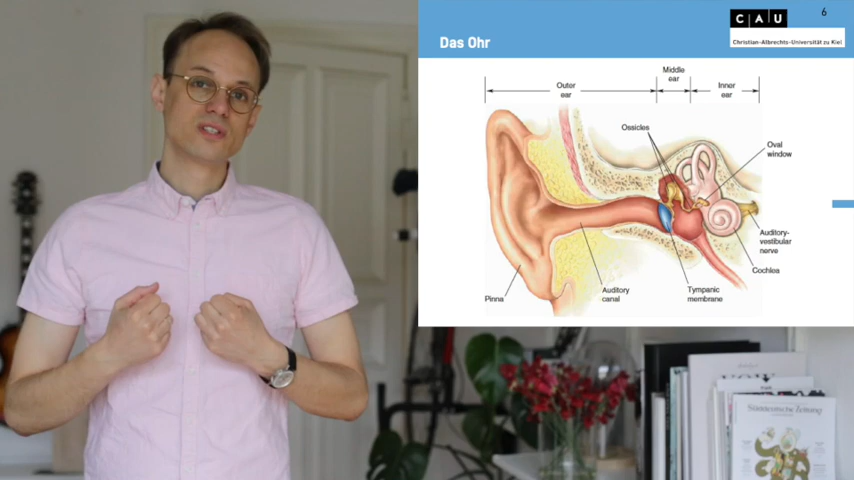 6
CAU
Christian-Albrechts-Universität zu Kiel
Das Ohr
Outer
ear
Middle
ear
Inner
ear
Ossicles
Oval
window
Auditory-
vestibular
nerve
Cochlea
Tympanic
membrane
Auditory
canal
Pinna
Süddeutsche Zeitung